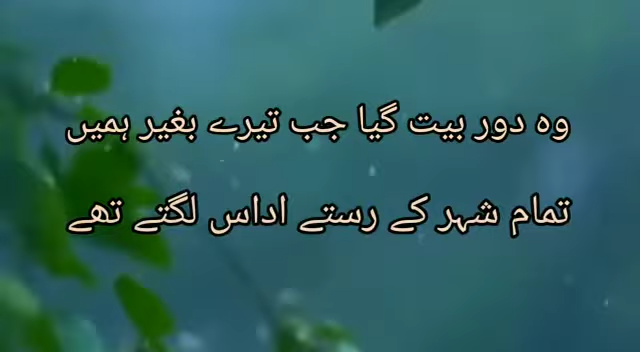 وہ دور بیت گیا جب تیرے بغیر ہمیں
تمام شہر کے رستے اداس لگتے تھے